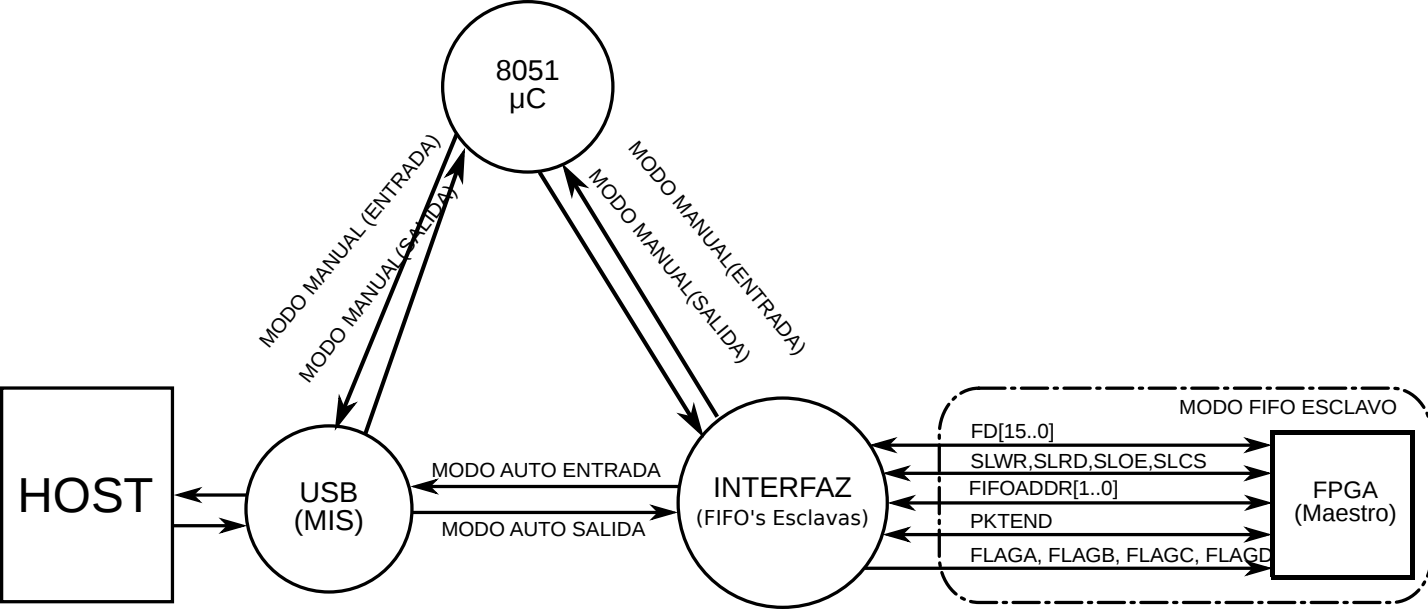 8051
µC
MODO MANUAL (ENTRADA)
MODO MANUAL(SALIDA)
MODO MANUAL(SALIDA)
MODO MANUAL(ENTRADA)
HOST
USB
(MIS)
MODO AUTO ENTRADA
MODO AUTO SALIDA
INTERFAZ
(FIFO's Esclavas)
MODO FIFO ESCLAVO
FD[15..0]
SLWR,SLRD,SLOE,SLCS
FIFOADDR[1..0]
PKTEND
FLAGA, FLAGB, FLAGC, FLAGD
FPGA
(Maestro)